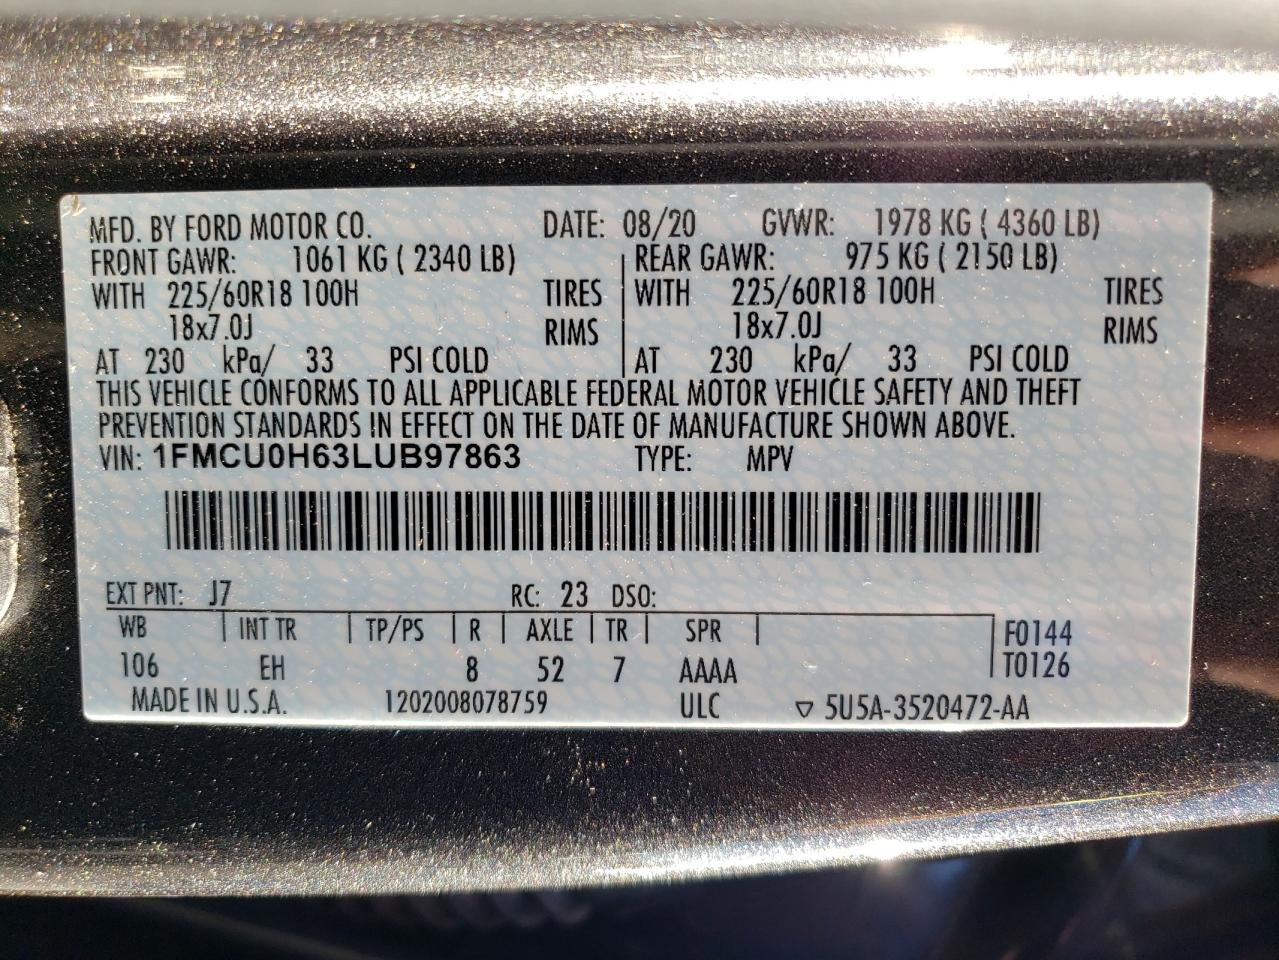 MFD. BY FORD MOTOR CO. DATE: 08/20 GVWR: 1978 KG ( 4360 LB)
FRONT GAWR: 1061 KG ( 2340 LB) REAR GAWR: 975 KG ( 2150 LB)
WITH 225/60R18 100H TIRES WITH 225/60R18 100H TIRES
18x7.0J RIMS 18x7.0J RIMS
AT 230 kPa/ 33 PSI COLD AT 230 kPa/ 33 PSI COLD
THIS VEHICLE CONFORMS TO ALL APPLICABLE FEDERAL MOTOR VEHICLE SAFETY AND THEFT
PREVENTION STANDARDS IN EFFECT ON THE DATE OF MANUFACTURE SHOWN ABOVE.
VIN: 1FMCU0H63LUB97863 TYPE: MPV
EXT PNT: J7 RC: 23 DSO:
WB INT TR TP/PS R AXLE TR SPR F0144
106 EH 8 52 7 AAAA T0126
MADE IN U.S.A. 1202008078759 ULC ▽ 5U5A-3520472-AA